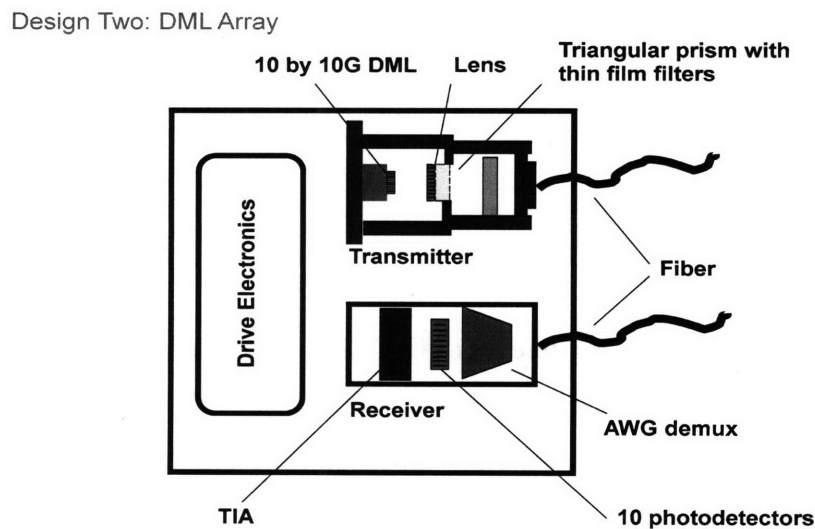 Design Two: DML Array
10 by 10G DML
Lens
Triangular prism with
thin film filters
Drive Electronics
Transmitter
Fiber
Receiver
AWG demux
TIA
10 photodetectors